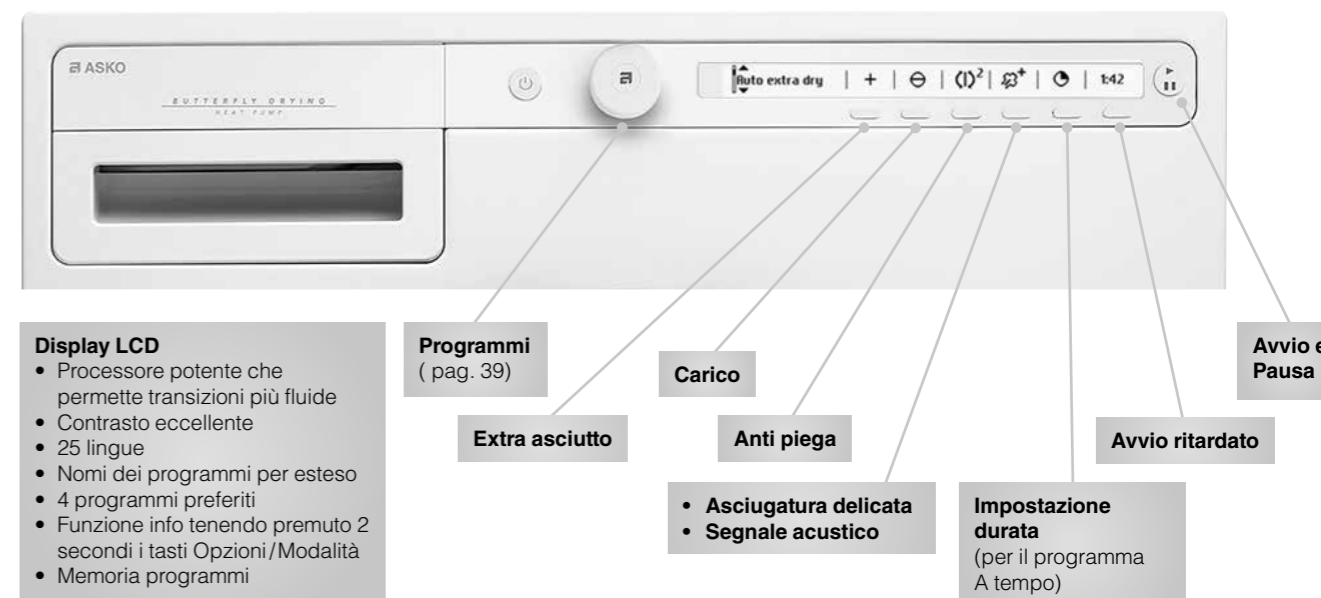 ASKO
BUTTERFLY DRYING
HEAT PUMP
Auto extra dry
1:42
Display LCD
• Processore potente che
permette transizioni più fluide
• Contrasto eccellente
• 25 lingue
• Nomi dei programmi per esteso
• 4 programmi preferiti
• Funzione info tenendo premuto 2
secondi i tasti Opzioni/Modalità
• Memoria programmi
Programmi
( pag. 39)
Extra asciutto
Carico
Anti piega
• Asciugatura delicata
• Segnale acustico
Impostazione
durata
(per il programma
A tempo)
Avvio ritardato
Avvio e
Pausa